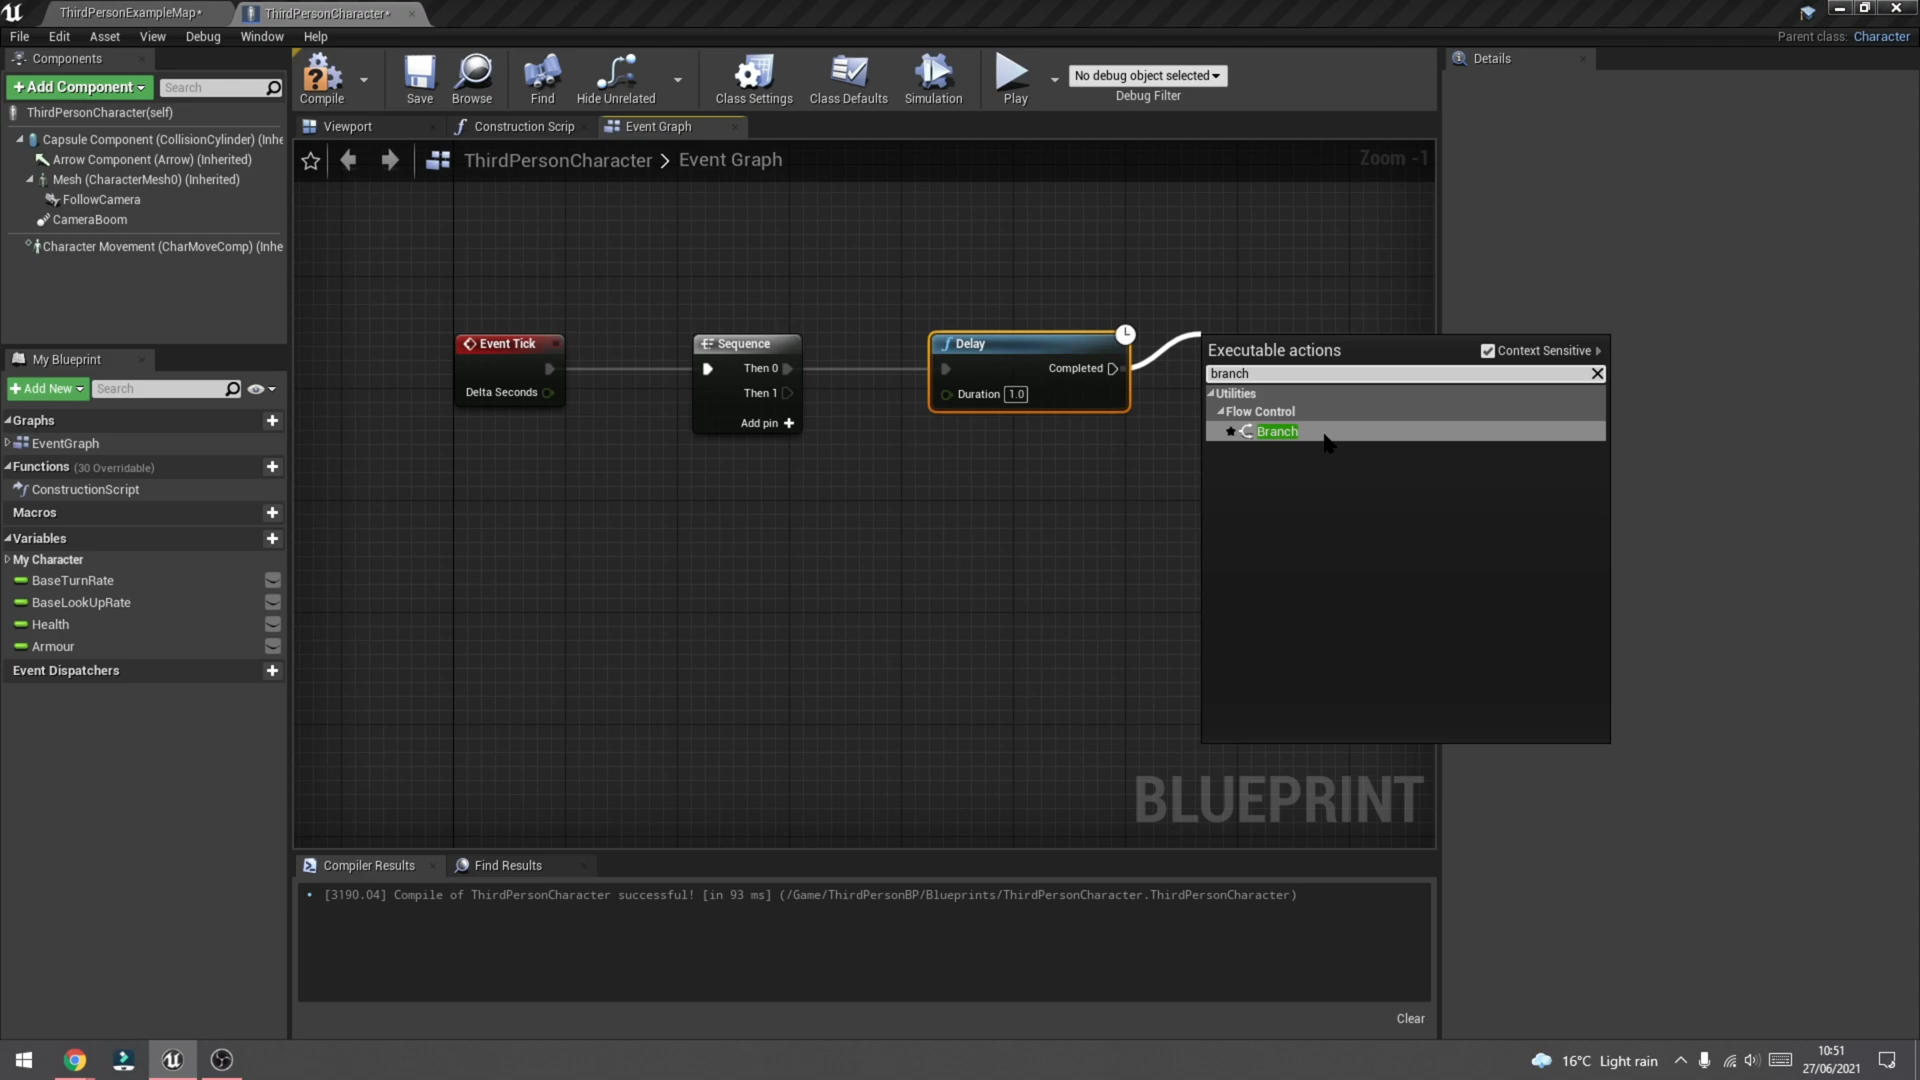 ThirdPersonExampleMap*
ThirdPersonCharacter*
File Edit Asset View Debug Window Help
Parent class: Character
Components
+Add Component
Search
ThirdPersonCharacter(self)
Capsule Component (CollisionCylinder) (Inhe
Arrow Component (Arrow) (Inherited)
Mesh (CharacterMesh0) (Inherited)
FollowCamera
CameraBoom
Character Movement (CharMoveComp) (Inhe
My Blueprint
+Add New
Search
Graphs
EventGraph
Functions (30 Overridable)
ConstructionScript
Macros
Variables
My Character
BaseTurnRate
BaseLookUpRate
Health
Armour
Event Dispatchers
Compile
Save
Browse
Find
Hide Unrelated
Class Settings
Class Defaults
Simulation
Play
No debug object selected
Debug Filter
Viewport
Construction Scrip
Event Graph
ThirdPersonCharacter > Event Graph
Zoom -1
Event Tick
Delta Seconds
Sequence
Then 0
Then 1
Add pin +
Delay
Completed
Duration 1.0
Executable actions
Context Sensitive
branch
Utilities
Flow Control
Branch
BLUEPRINT
Compiler Results
Find Results
• [3190.04] Compile of ThirdPersonCharacter successful! [in 93 ms] (/Game/ThirdPersonBP/Blueprints/ThirdPersonCharacter.ThirdPersonCharacter)
Clear
Details
16°C Light rain
10:51
27/06/2021